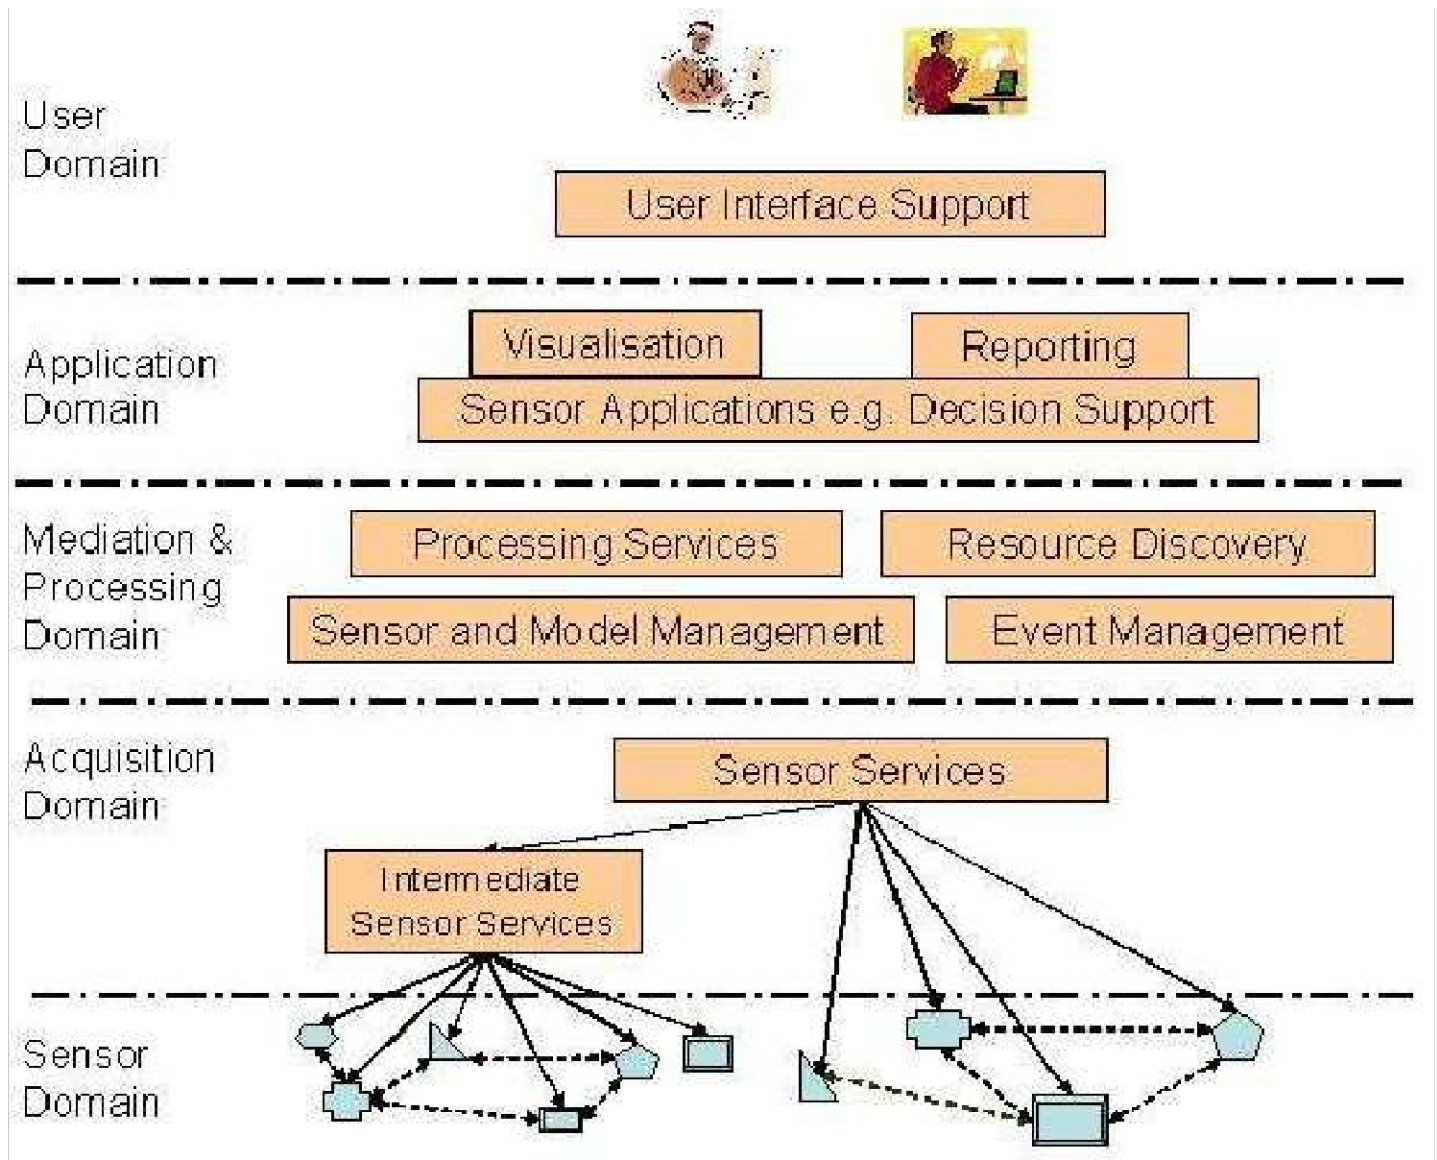 User
Domain
User Interface Support
Application
Domain
Visualisation
Reporting
Sensor Applications e.g. Decision Support
Mediation &
Processing
Domain
Processing Services
Resource Discovery
Sensor and Model Management
Event Management
Acquisition
Domain
Sensor Services
Intermediate
Sensor Services
Sensor
Domain